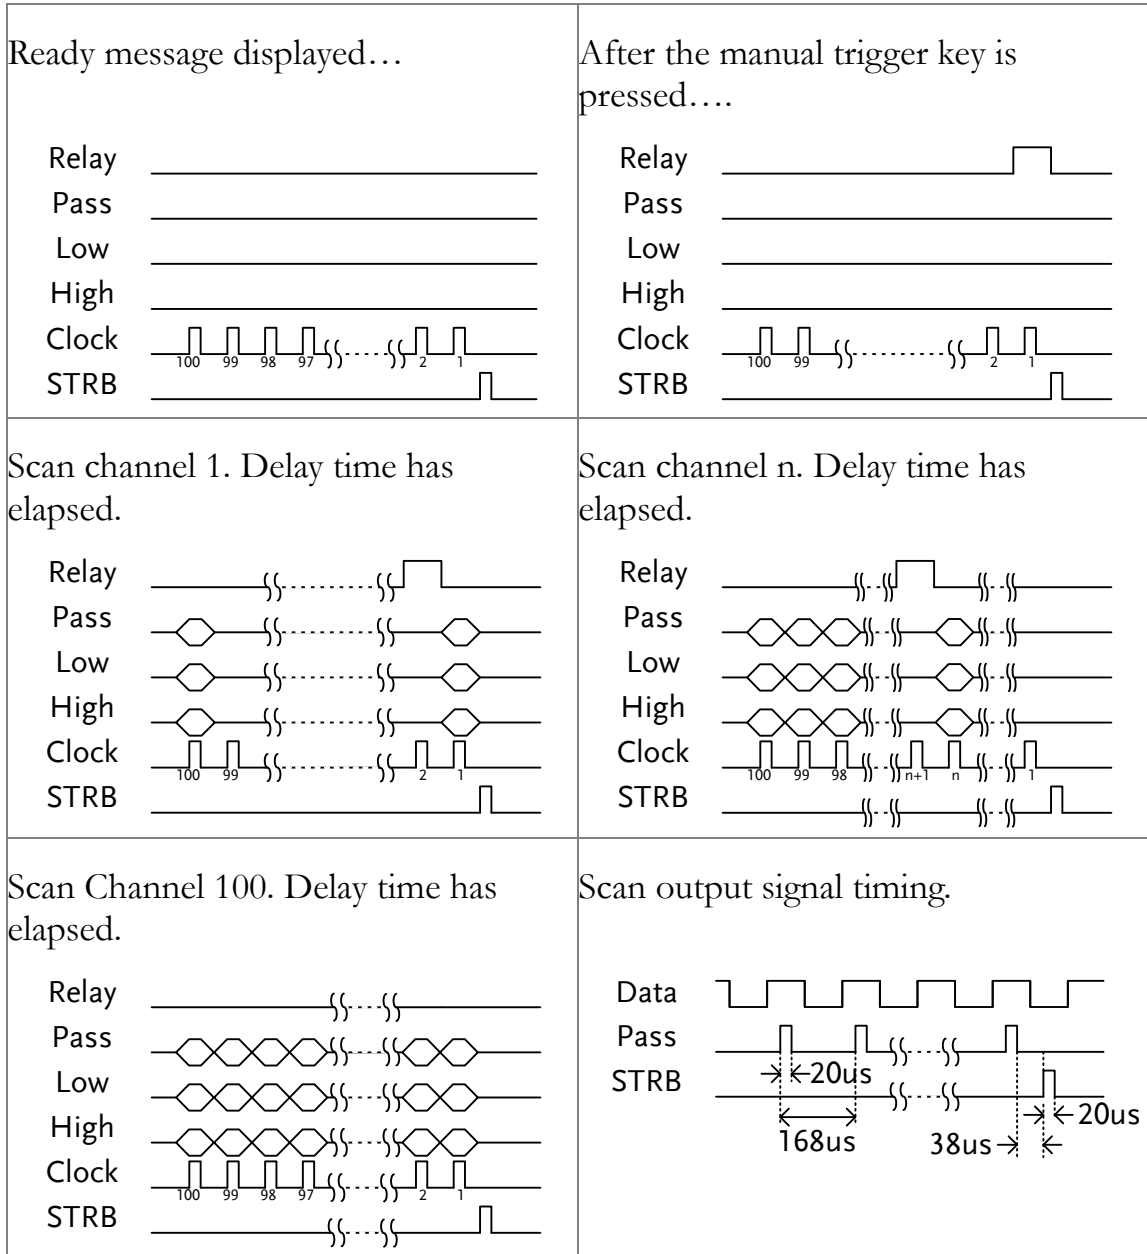 Ready message displayed…
Relay
Pass
Low
High
Clock
100 99 98 97 2 1
STRB
After the manual trigger key is
pressed….
Relay
Pass
Low
High
Clock
100 99 2 1
STRB
Scan channel 1. Delay time has
elapsed.
Relay
Pass
Low
High
Clock
100 99 2 1
STRB
Scan channel n. Delay time has
elapsed.
Relay
Pass
Low
High
Clock
100 99 98 n+1 n 1
STRB
Scan Channel 100. Delay time has
elapsed.
Relay
Pass
Low
High
Clock
100 99 98 97 2 1
STRB
Scan output signal timing.
Data
Pass
STRB
20us
20us
168us
38us